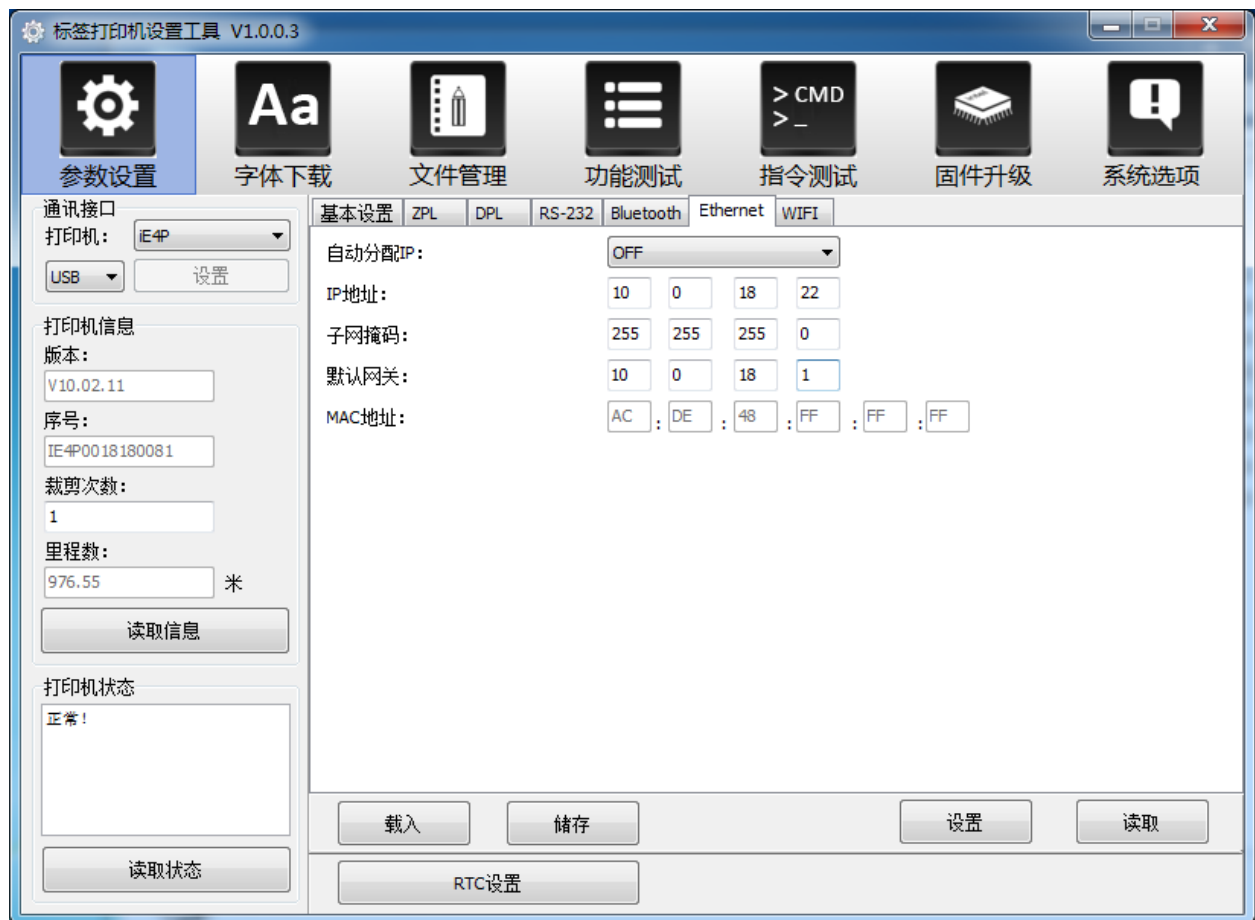 标签打印机设置工具 V1.0.0.3
Aa
> CMD
> _
参数设置 字体下载 文件管理 功能测试 指令测试 固件升级 系统选项
通讯接口
打印机: iE4P
USB 设置
打印机信息
版本:
V10.02.11
序号:
IE4P0018180081
裁剪次数:
1
里程数:
976.55 米
读取信息
打印机状态
正常!
读取状态
基本设置 ZPL DPL RS-232 Bluetooth Ethernet WIFI
自动分配IP: OFF
IP地址: 10 0 18 22
子网掩码: 255 255 255 0
默认网关: 10 0 18 1
MAC地址: AC : DE : 48 : FF : FF : FF
载入 储存 设置 读取
RTC设置